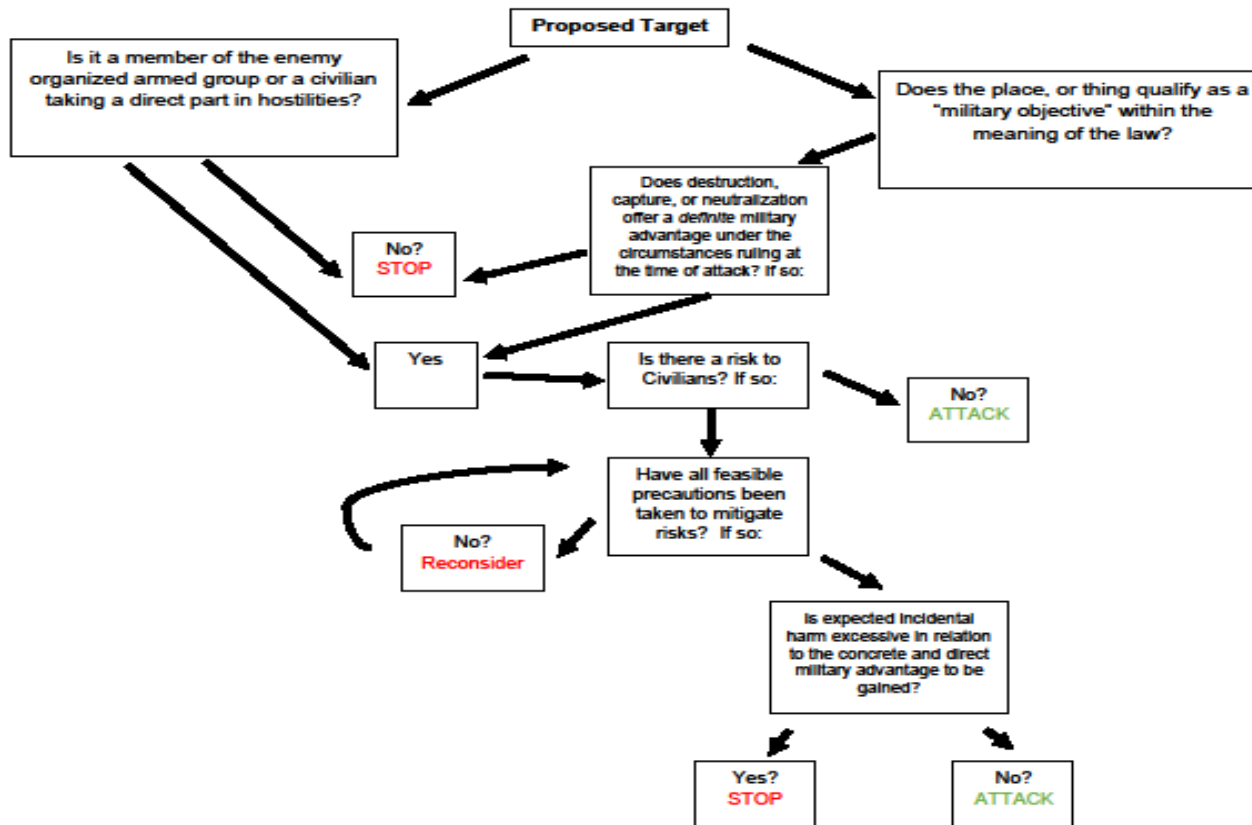 Proposed Target
Is it a member of the enemy
organized armed group or a civilian
taking a direct part in hostilities?
Does the place, or thing qualify as a
"military objective" within the
meaning of the law?
Does destruction,
capture, or neutralization
offer a definite military
advantage under the
circumstances ruling at
the time of attack? If so:
No?
STOP
Yes
Is there a risk to
Civilians? If so:
No?
ATTACK
Have all feasible
precautions been
taken to mitigate
risks? If so:
No?
Reconsider
Is expected incidental
harm excessive in relation
to the concrete and direct
military advantage to be
gained?
Yes?
STOP
No?
ATTACK